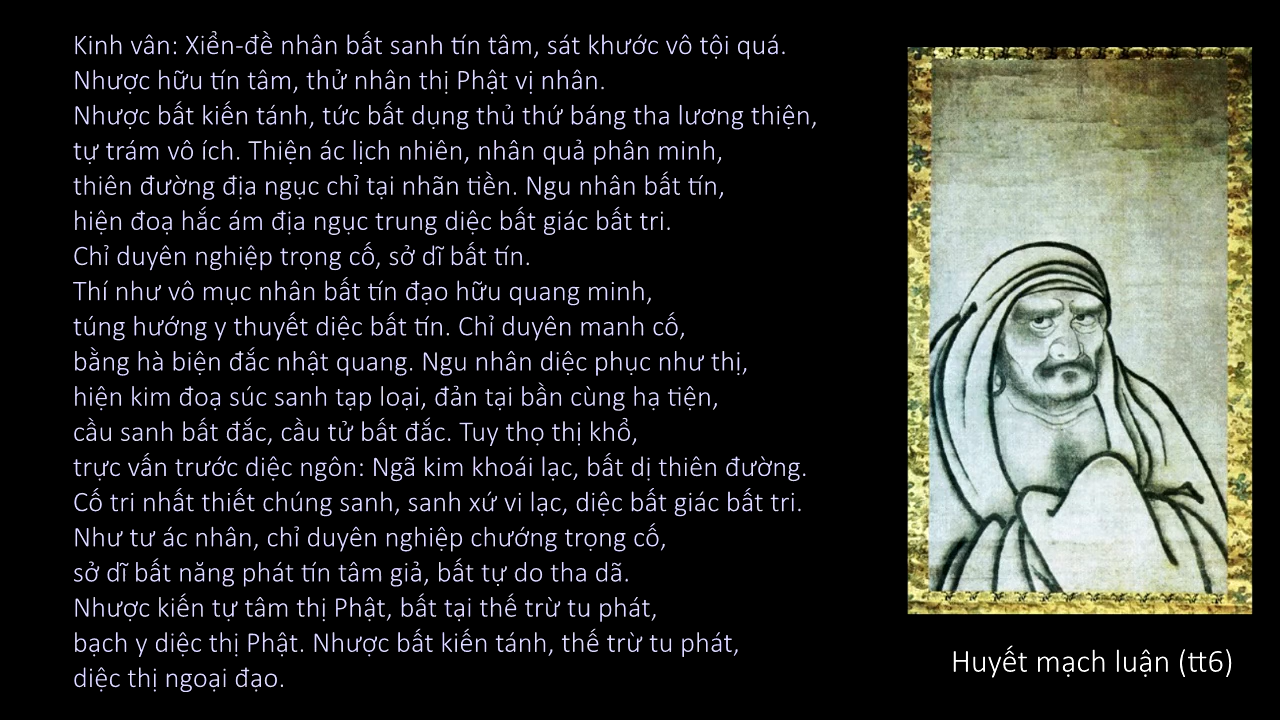 Kinh vân: Xiển-đề nhân bất sanh tín tâm, sát khước vô tội quá.
Nhược hữu tín tâm, thử nhân thị Phật vị nhân.
Nhược bất kiến tánh, tức bất dụng thủ thứ báng tha lương thiện,
tự trám vô ích. Thiện ác lịch nhiên, nhân quả phân minh,
thiên đường địa ngục chỉ tại nhãn tiền. Ngu nhân bất tín,
hiện đoạ hắc ám địa ngục trung diệc bất giác bất tri.
Chỉ duyên nghiệp trọng cố, sở dĩ bất tín.
Thí như vô mục nhân bất tín đạo hữu quang minh,
túng hướng y thuyết diệc bất tín. Chỉ duyên manh cố,
bằng hà biện đắc nhật quang. Ngu nhân diệc phục như thị,
hiện kim đoạ súc sanh tạp loại, đản tại bần cùng hạ tiện,
cầu sanh bất đắc, cầu tử bất đắc. Tuy thọ thị khổ,
trực vấn trước diệc ngôn: Ngã kim khoái lạc, bất dị thiên đường.
Cố tri nhất thiết chúng sanh, sanh xứ vi lạc, diệc bất giác bất tri.
Như tư ác nhân, chỉ duyên nghiệp chướng trọng cố,
sở dĩ bất năng phát tín tâm giả, bất tự do tha dã.
Nhược kiến tự tâm thị Phật, bất tại thế trừ tu phát,
bạch y diệc thị Phật. Nhược bất kiến tánh, thế trừ tu phát,
diệc thị ngoại đạo.
Huyết mạch luận (tt6)